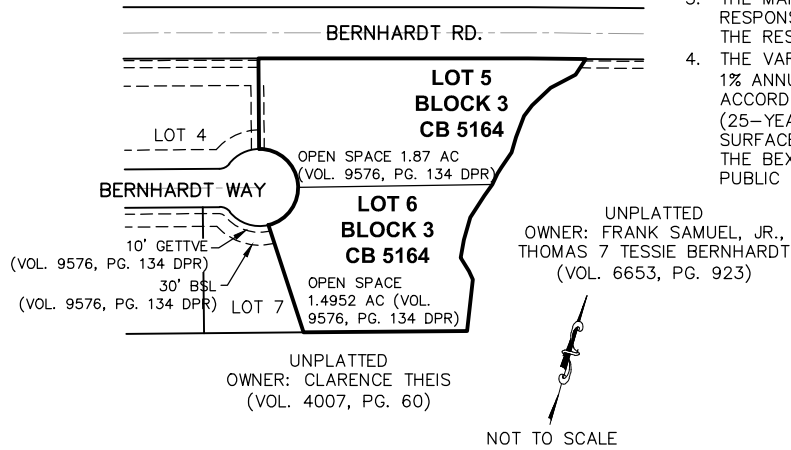 BERNHARDT RD.
LOT 5
BLOCK 3
CB 5164
OPEN SPACE 1.87 AC
(VOL. 9576, PG. 134 DPR)
LOT 4
BERNHARDT WAY
LOT 6
BLOCK 3
CB 5164
OPEN SPACE
1.4952 AC (VOL.
9576, PG. 134 DPR)
10' GETTVE
(VOL. 9576, PG. 134 DPR)
30' BSL
(VOL. 9576, PG. 134 DPR)
LOT 7
UNPLATTED
OWNER: CLARENCE THEIS
(VOL. 4007, PG. 60)
UNPLATTED
OWNER: FRANK SAMUEL, JR.,
THOMAS 7 TESSIE BERNHARDT
(VOL. 6653, PG. 923)
NOT TO SCALE
RESPONS
THE RES
4. THE VAR
1% ANNU
ACCORD
(25-YEA
SURFACE
THE BEX
PUBLIC